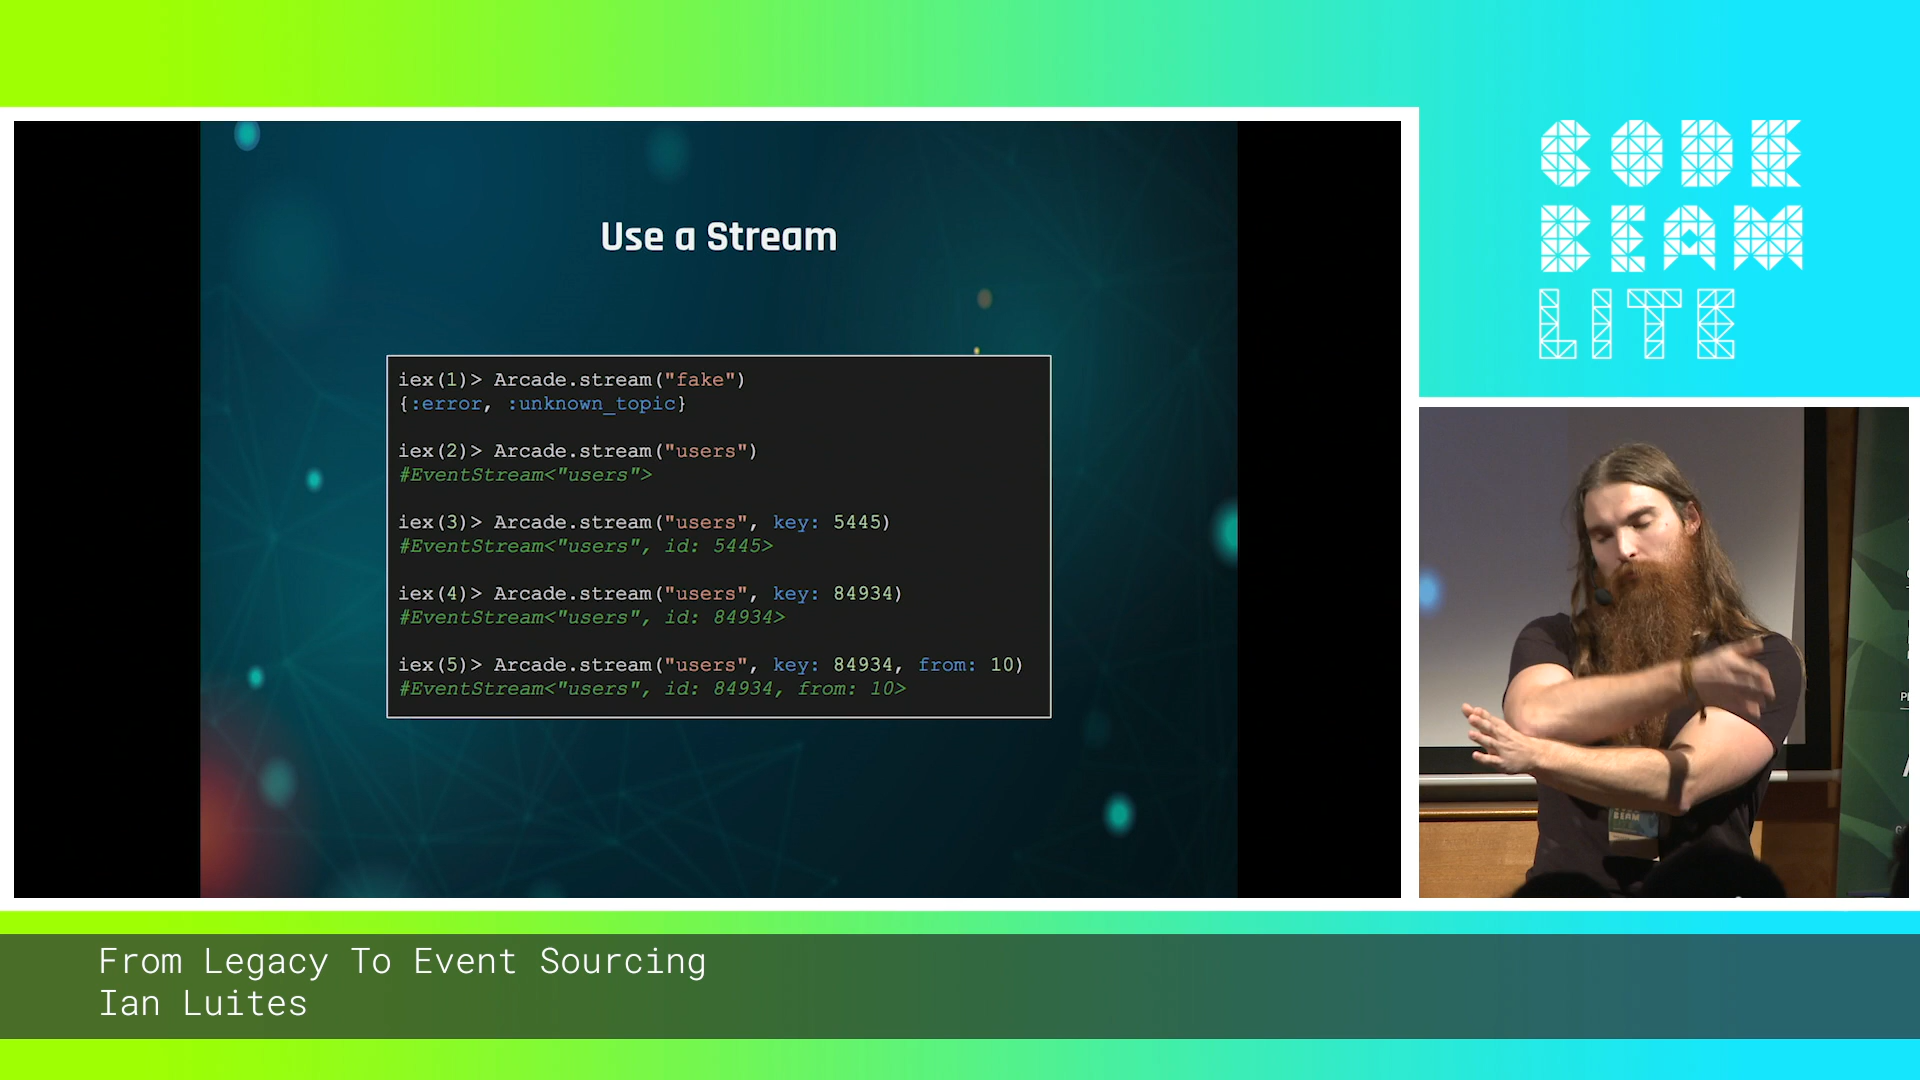 CODE
BEAM
LITE
Use a Stream
iex(1)> Arcade.stream("fake")
{:error, :unknown_topic}
iex(2)> Arcade.stream("users")
#EventStream<"users">
iex(3)> Arcade.stream("users", key: 5445)
#EventStream<"users", id: 5445>
iex(4)> Arcade.stream("users", key: 84934)
#EventStream<"users", id: 84934>
iex(5)> Arcade.stream("users", key: 84934, from: 10)
#EventStream<"users", id: 84934, from: 10>
BEAM
From Legacy To Event Sourcing
Ian Luites